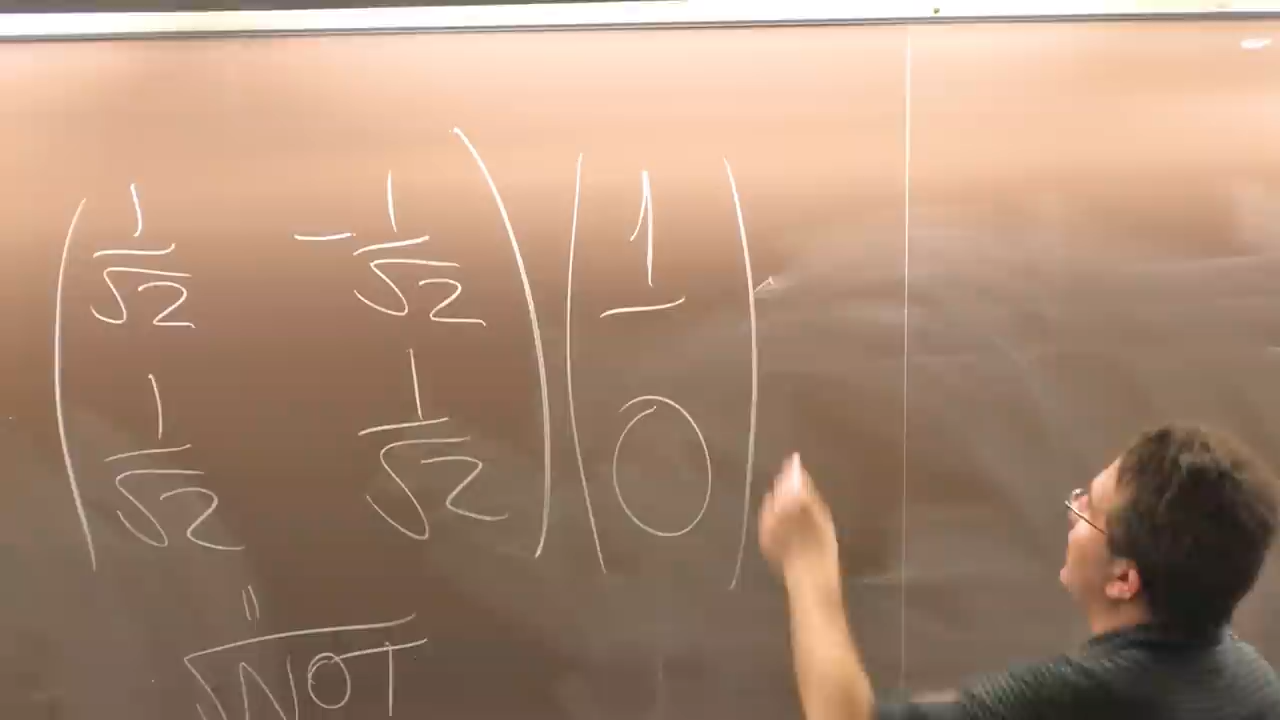 ( 1/√2 -1/√2 ) ( 1 )
( 1/√2 1/√2 ) ( 0 )
"
√NOT